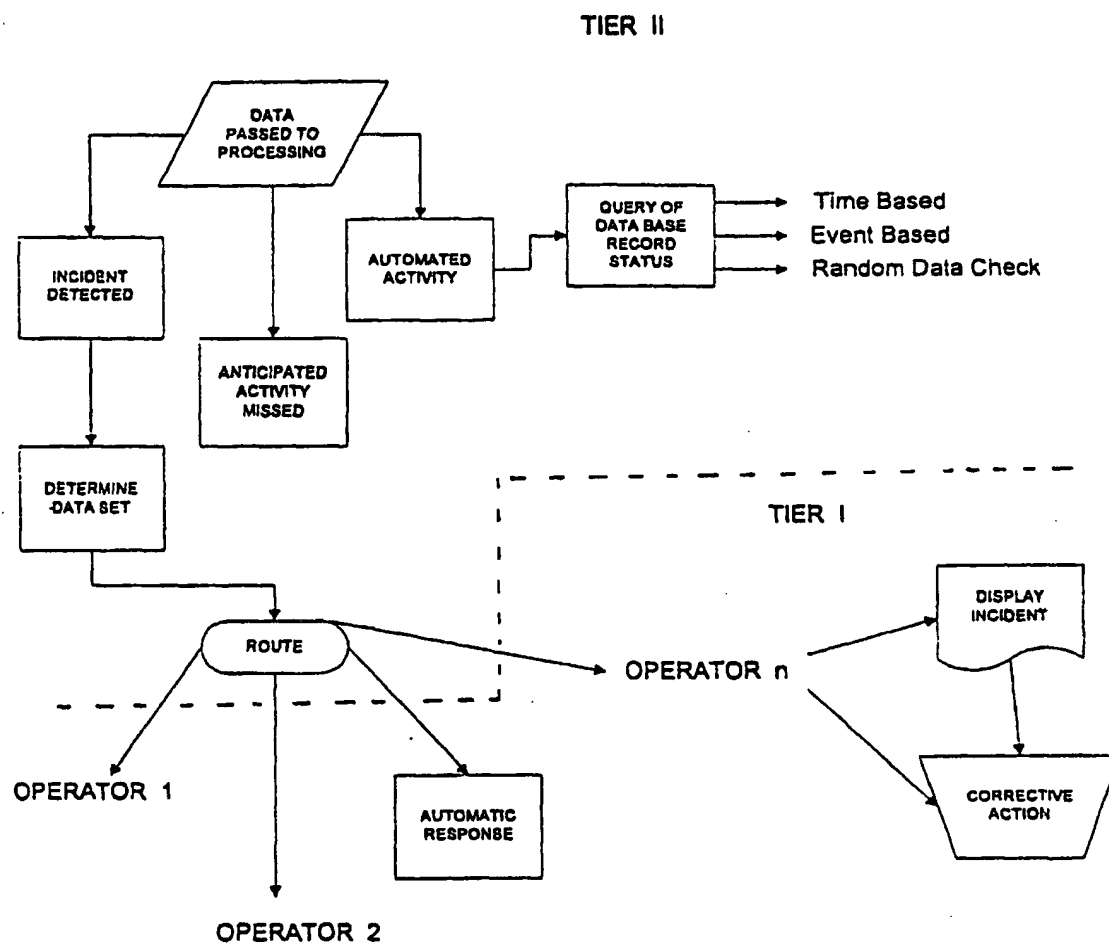 TIER II
DATA
PASSED TO
PROCESSING
QUERY OF
DATA BASE
RECORD
STATUS
Time Based
Event Based
Random Data Check
AUTOMATED
ACTIVITY
INCIDENT
DETECTED
ANTICIPATED
ACTIVITY
MISSED
DETERMINE
-DATA SET
TIER I
DISPLAY
INCIDENT
ROUTE
OPERATOR n
OPERATOR 1
AUTOMATIC
RESPONSE
CORRECTIVE
ACTION
OPERATOR 2